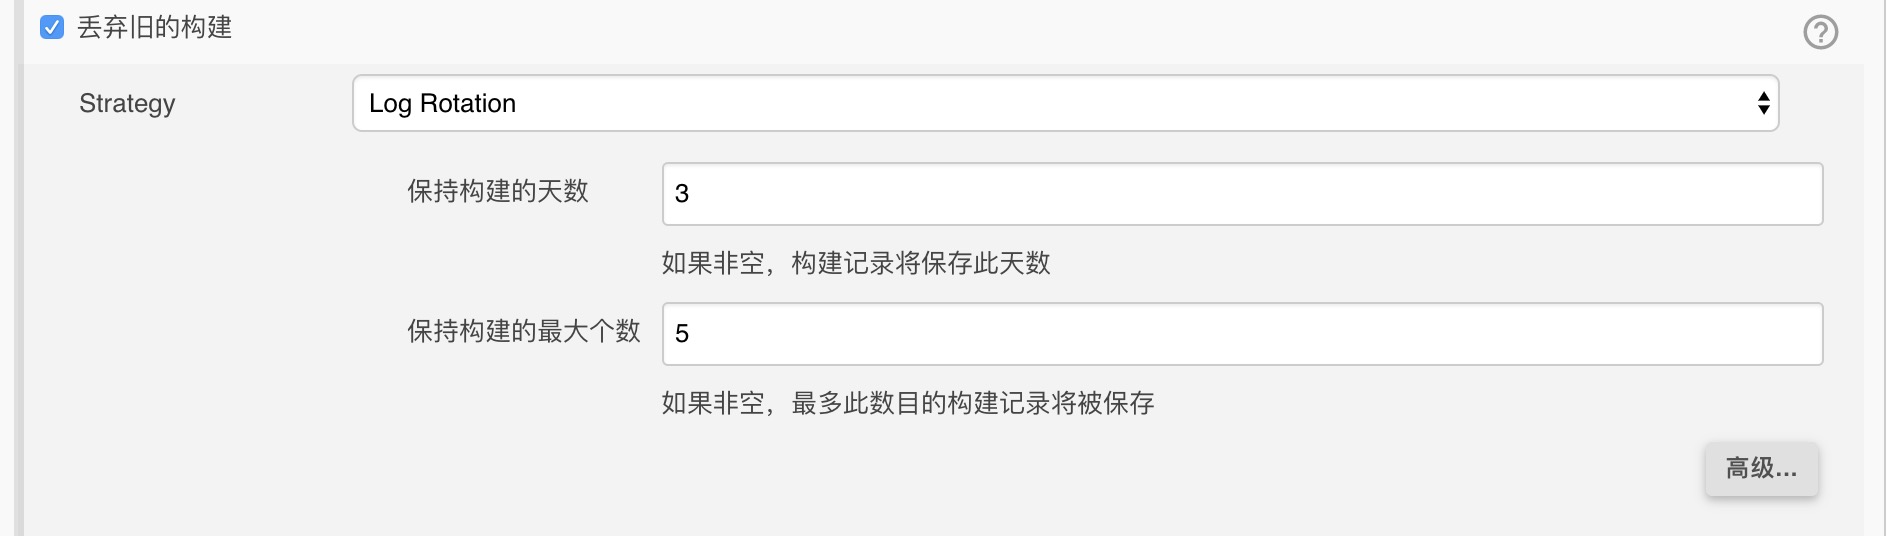 丢弃旧的构建
Strategy
Log Rotation
保持构建的天数
3
如果非空，构建记录将保存此天数
保持构建的最大个数
5
如果非空，最多此数目的构建记录将被保存
高级...